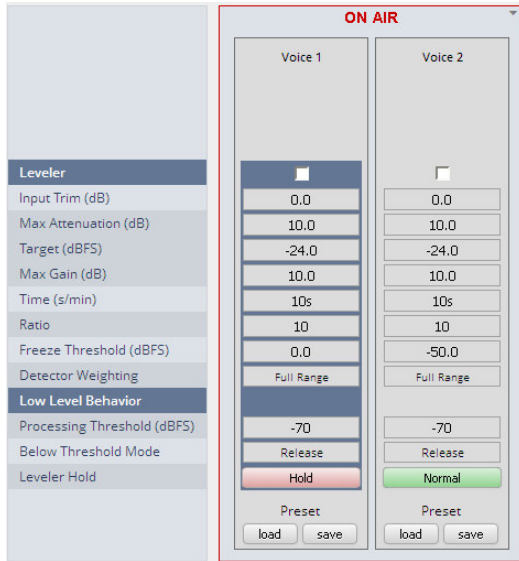 ON AIR
Voice 1 Voice 2
Leveler
Input Trim (dB) 0.0 0.0
Max Attenuation (dB) 10.0 10.0
Target (dBFS) -24.0 -24.0
Max Gain (dB) 10.0 10.0
Time (s/min) 10s 10s
Ratio 10 10
Freeze Threshold (dBFS) 0.0 -50.0
Detector Weighting Full Range Full Range
Low Level Behavior
Processing Threshold (dBFS) -70 -70
Below Threshold Mode Release Release
Leveler Hold Hold Normal
Preset Preset
load save load save